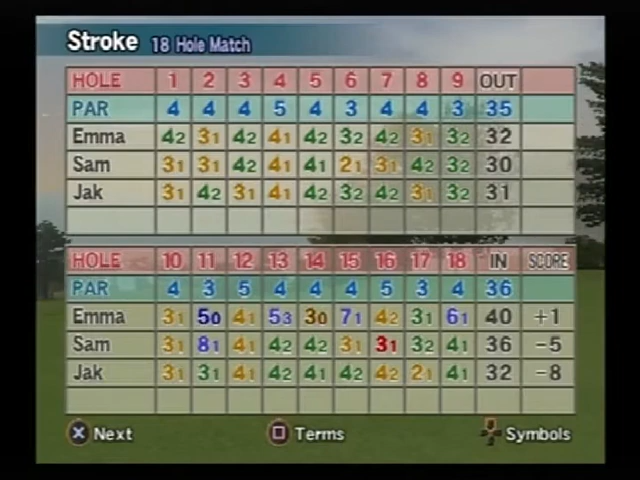 Stroke 18 Hole Match
HOLE 1 2 3 4 5 6 7 8 9 OUT
PAR 4 4 4 5 4 3 4 4 3 35
Emma 42 31 42 41 42 32 42 31 32 32
Sam 31 31 42 41 41 21 31 42 32 30
Jak 31 42 31 41 42 32 42 31 32 31
HOLE 10 11 12 13 14 15 16 17 18 IN SCORE
PAR 4 3 5 4 4 4 5 3 4 36
Emma 31 50 41 53 30 71 42 31 61 40 +1
Sam 31 81 41 42 42 31 31 32 41 36 -5
Jak 31 31 41 42 41 42 42 21 41 32 -8
Next Terms Symbols